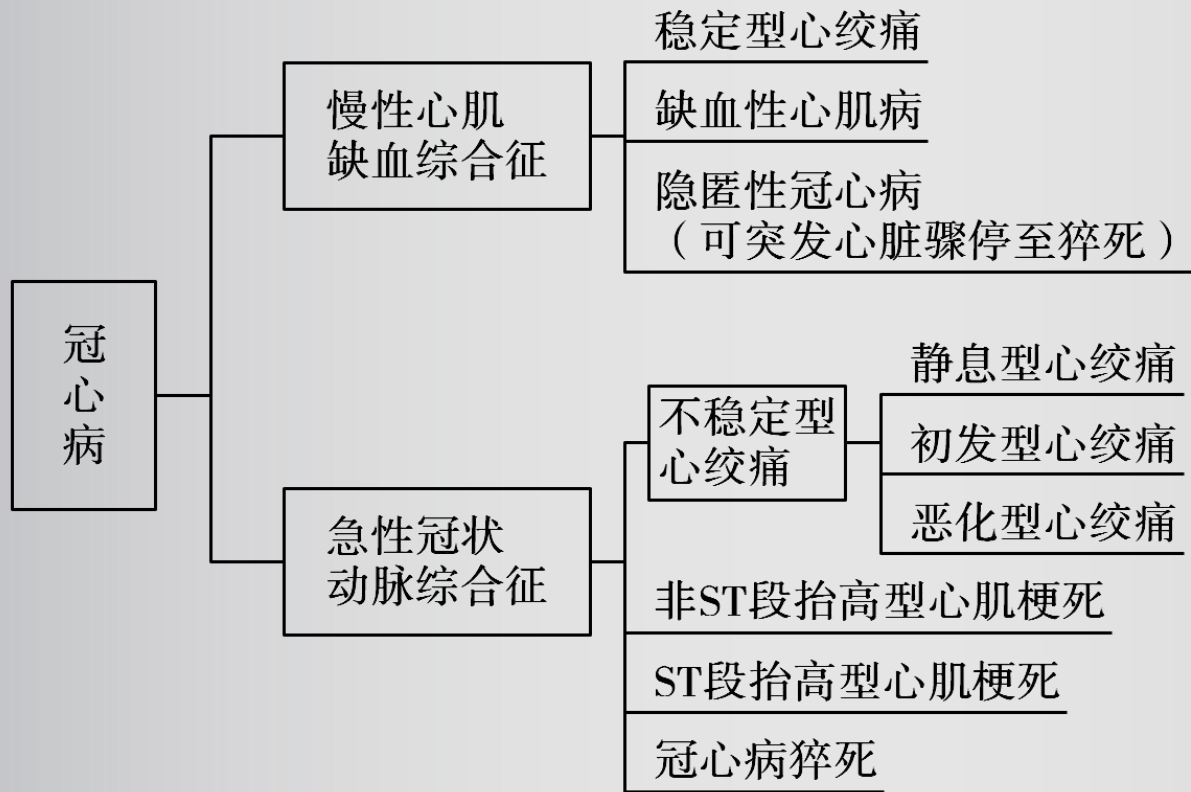 冠心病
慢性心肌
缺血综合征
稳定型心绞痛
缺血性心肌病
隐匿性冠心病
（可突发心脏骤停至猝死）
急性冠状
动脉综合征
不稳定型
心绞痛
静息型心绞痛
初发型心绞痛
恶化型心绞痛
非ST段抬高型心肌梗死
ST段抬高型心肌梗死
冠心病猝死